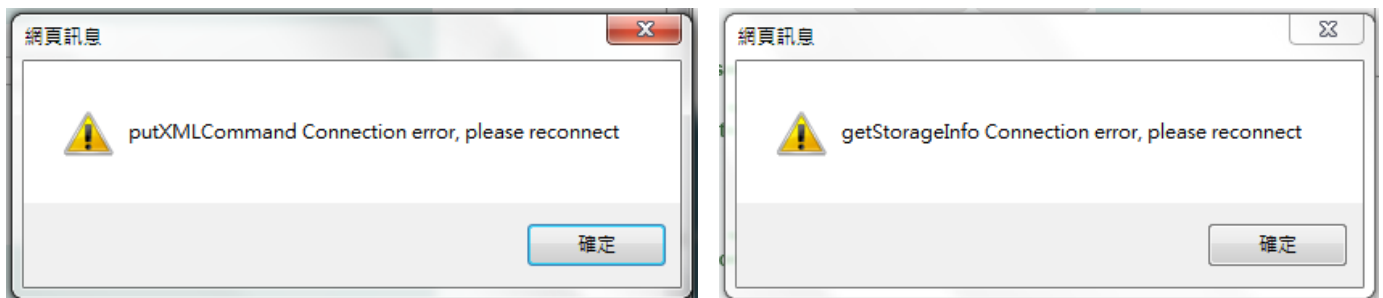 網頁訊息
putXMLCommand Connection error, please reconnect
確定
網頁訊息
getStorageInfo Connection error, please reconnect
確定